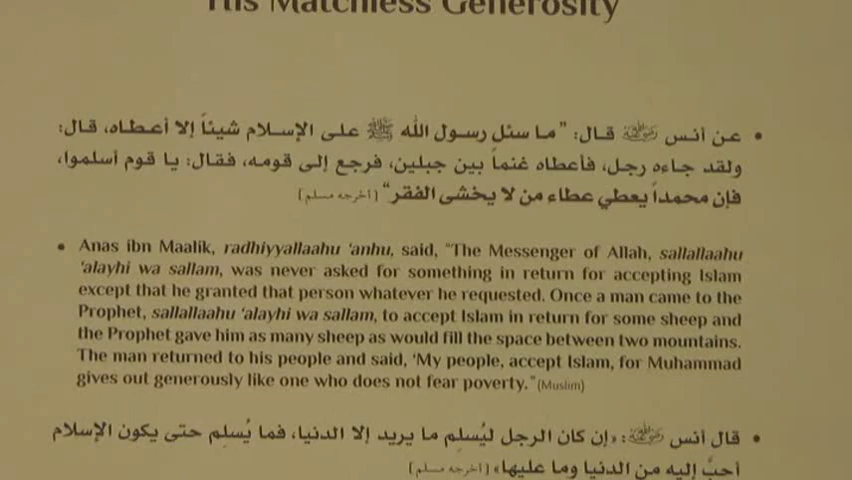 His Matchless Generosity
• عن أنس رضي الله عنه قال: "ما سئل رسول الله ﷺ على الإسلام شيئاً إلا أعطاه، قال:
ولقد جاءه رجل، فأعطاه غنماً بين جبلين، فرجع إلى قومه، فقال: يا قوم أسلموا،
فإن محمداً يعطي عطاء من لا يخشى الفقر" [أخرجه مسلم]
• Anas ibn Maalik, radhiyyallaahu 'anhu, said, "The Messenger of Allah, sallallaahu
'alayhi wa sallam, was never asked for something in return for accepting Islam
except that he granted that person whatever he requested. Once a man came to the
Prophet, sallallaahu 'alayhi wa sallam, to accept Islam in return for some sheep and
the Prophet gave him as many sheep as would fill the space between two mountains.
The man returned to his people and said, 'My people, accept Islam, for Muhammad
gives out generously like one who does not fear poverty." (Muslim)
• قال أنس رضي الله عنه: «إن كان الرجل ليُسلِم ما يريد إلا الدنيا، فما يُسلِم حتى يكون الإسلام
أحبَّ إليه من الدنيا وما عليها» [أخرجه مسلم]